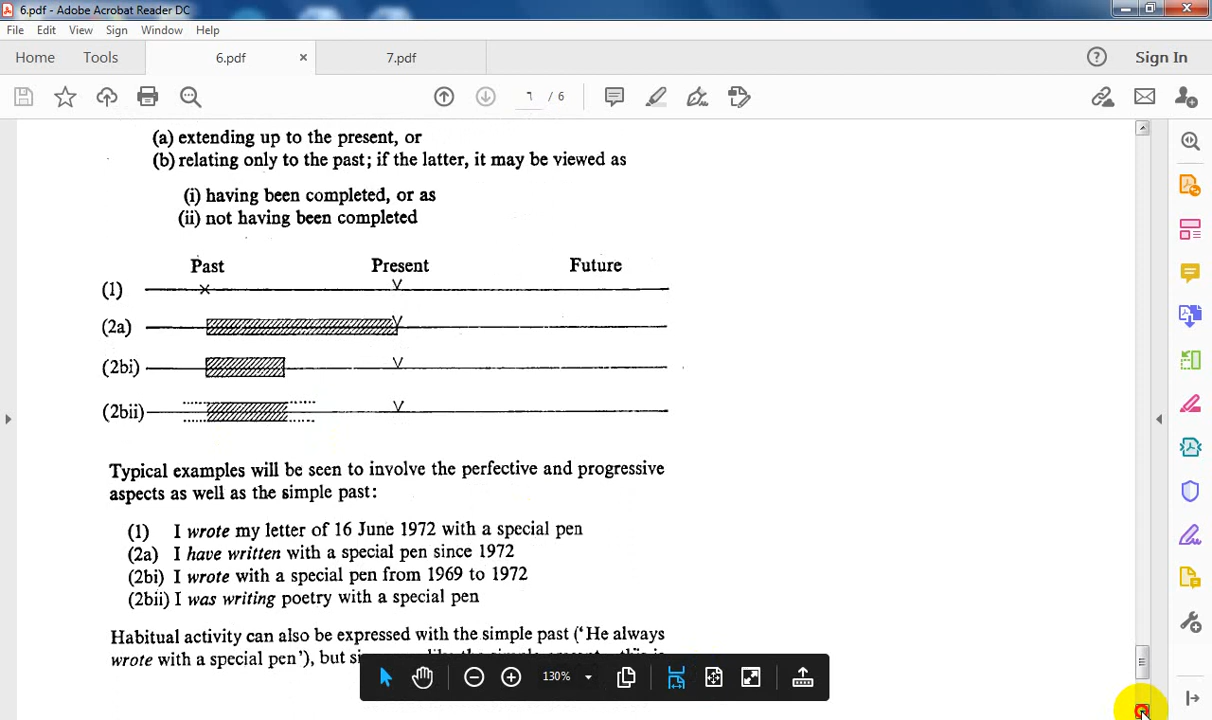 6.pdf - Adobe Acrobat Reader DC
File Edit View Sign Window Help
Home Tools 6.pdf × 7.pdf Sign In
٦ / 6
(a) extending up to the present, or
(b) relating only to the past; if the latter, it may be viewed as
(i) having been completed, or as
(ii) not having been completed
Past Present Future
(1)
(2a)
(2bi)
(2bii)
Typical examples will be seen to involve the perfective and progressive
aspects as well as the simple past:
(1) I wrote my letter of 16 June 1972 with a special pen
(2a) I have written with a special pen since 1972
(2bi) I wrote with a special pen from 1969 to 1972
(2bii) I was writing poetry with a special pen
Habitual activity can also be expressed with the simple past ('He always
wrote with a special pen'), but
130%